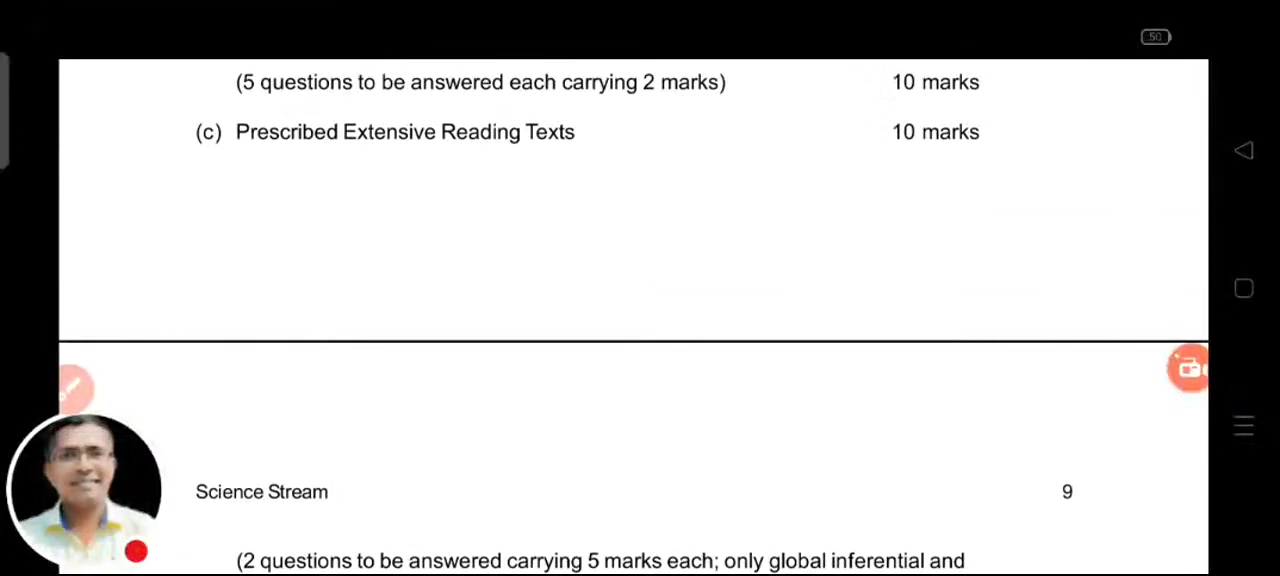 50
(5 questions to be answered each carrying 2 marks) 10 marks
(c) Prescribed Extensive Reading Texts 10 marks
Science Stream 9
(2 questions to be answered carrying 5 marks each; only global inferential and